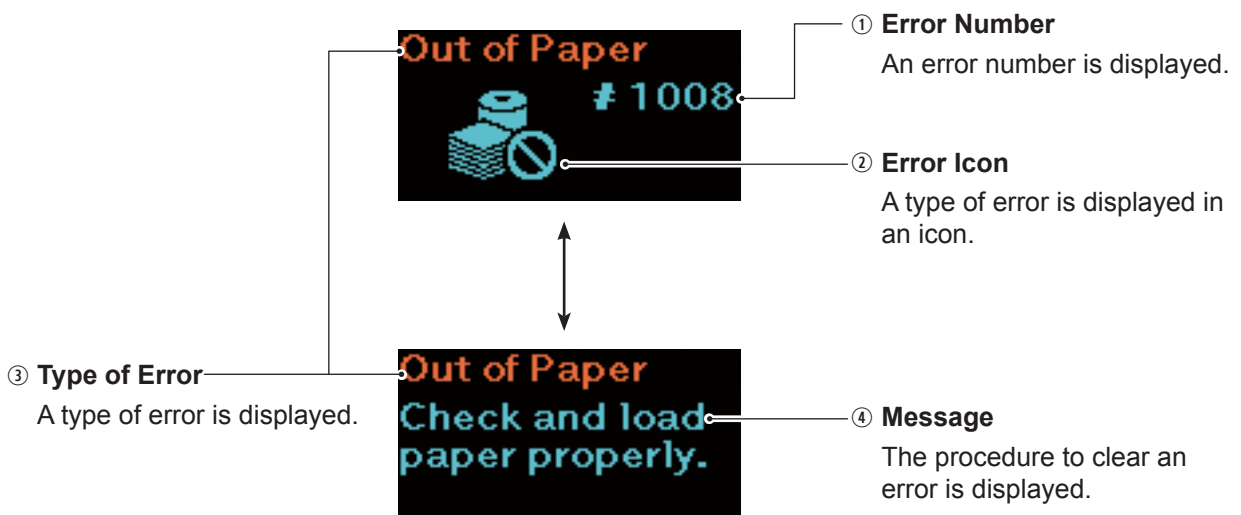 Out of Paper
# 1008
① Error Number
An error number is displayed.
② Error Icon
A type of error is displayed in
an icon.
③ Type of Error
A type of error is displayed.
Out of Paper
Check and load
paper properly.
④ Message
The procedure to clear an
error is displayed.